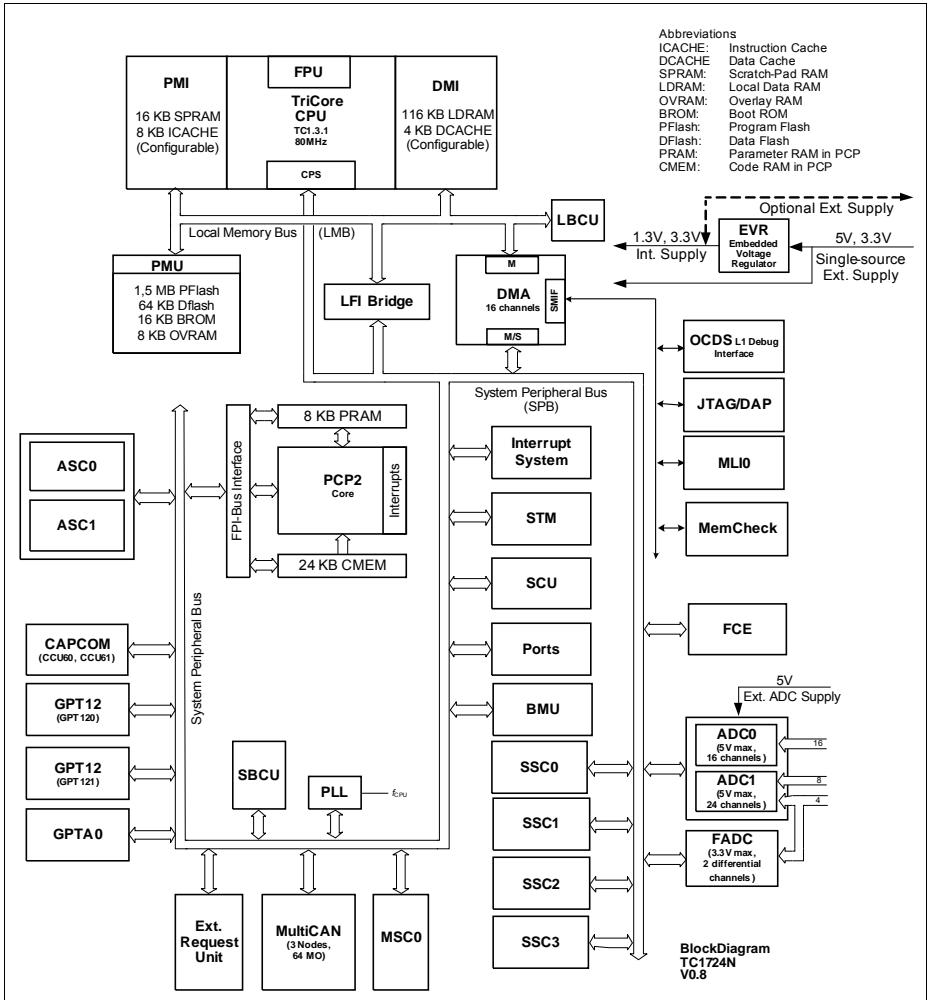 Abbreviations
ICACHE: Instruction Cache
DCACHE Data Cache
SPRAM: Scratch-Pad RAM
LDRAM: Local Data RAM
OVRAM: Overlay RAM
BROM: Boot ROM
PFlash: Program Flash
DFlash: Data Flash
PRAM: Parameter RAM in PCP
CMEM: Code RAM in PCP
PMI
16 KB SPRAM
8 KB ICACHE
(Configurable)
FPU
TriCore
CPU
TC1.3.1
80MHz
CPS
DMI
116 KB LDRAM
4 KB DCACHE
(Configurable)
Local Memory Bus (LMB)
LBCU
Optional Ext. Supply
1.3V, 3.3V
Int. Supply
EVR
Embedded
Voltage
Regulator
5V, 3.3V
Single-source
Ext. Supply
PMU
1,5 MB PFlash
64 KB Dflash
16 KB BROM
8 KB OVRAM
LFI Bridge
M
DMA
16 channels
SMIF
M/S
OCDS L1 Debug
Interface
JTAG/DAP
MLI0
MemCheck
System Peripheral Bus
(SPB)
ASC0
ASC1
FPI-Bus Interface
8 KB PRAM
PCP2
Core
Interrupts
24 KB CMEM
Interrupt
System
STM
SCU
Ports
BMU
FCE
System Peripheral Bus
CAPCOM
(CCU60, CCU61)
GPT12
(GPT120)
GPT12
(GPT121)
GPTA0
SBCU
PLL
fCPU
5V
Ext. ADC Supply
ADC0
(5V max,
16 channels)
16
ADC1
(5V max,
24 channels)
8
4
FADC
(3.3V max,
2 differential
channels)
SSC0
SSC1
SSC2
SSC3
Ext.
Request
Unit
MultiCAN
(3 Nodes,
64 MO)
MSC0
BlockDiagram
TC1724N
V0.8